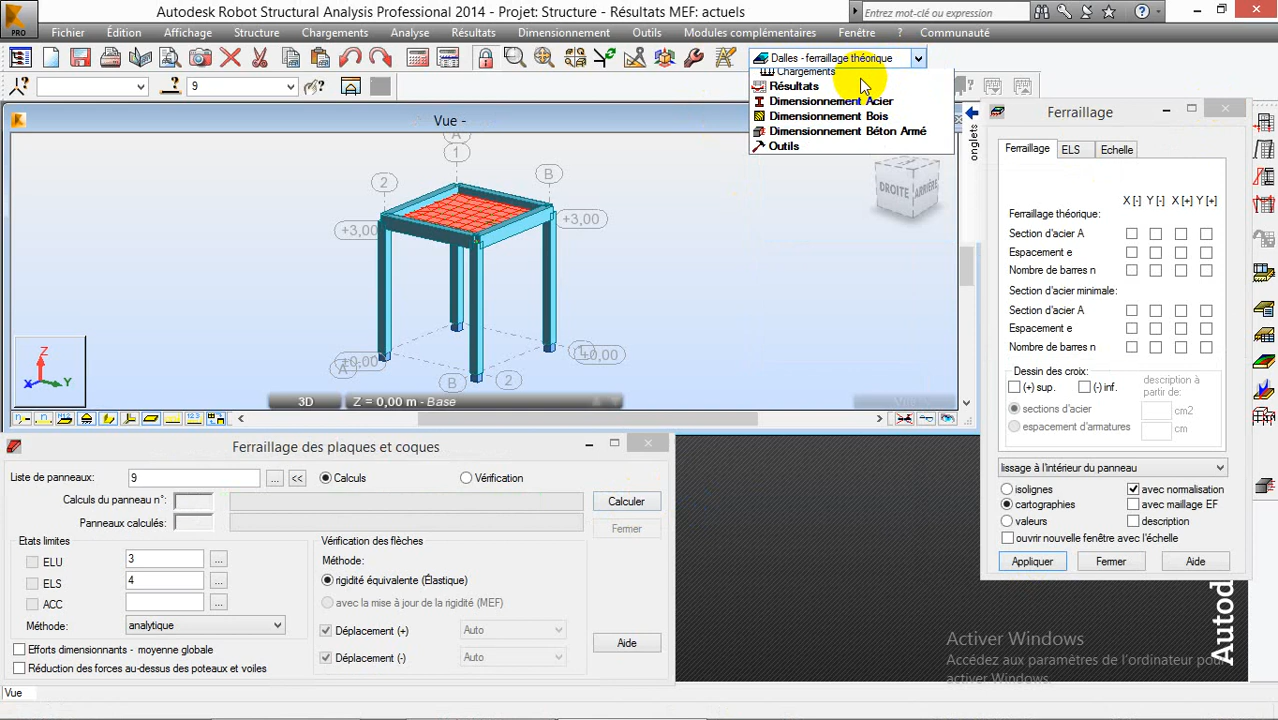 Autodesk Robot Structural Analysis Professional 2014 - Projet: Structure - Résultats MEF: actuels
Entrez mot-clé ou expression
PRO
Fichier Edition Affichage Structure Chargements Analyse Résultats Dimensionnement Outils Modules complémentaires Fenêtre ? Communauté
Dalles - ferraillage théorique
9
Chargements
Résultats
Dimensionnement Acier
Dimensionnement Bois
Dimensionnement Béton Armé
Outils
Vue -
onglets
A
1
2
B
+3,00
+3,00
DROITE
ARRIÈRE
Z
X
Y
+0,00
A
B
2
1
+0,00
3D
Z = 0,00 m - Base
Ferraillage
Ferraillage
ELS
Echelle
X [-] Y [-] X [+] Y [+]
Ferraillage théorique:
Section d'acier A
Espacement e
Nombre de barres n
Section d'acier minimale:
Section d'acier A
Espacement e
Nombre de barres n
Dessin des croix:
(+) sup.
(-) inf.
description à
partir de:
sections d'acier
cm2
espacement d'armatures
cm
lissage à l'intérieur du panneau
isolignes
avec normalisation
cartographies
avec maillage EF
valeurs
description
ouvrir nouvelle fenêtre avec l'échelle
Appliquer
Fermer
Aide
Ferraillage des plaques et coques
Liste de panneaux:
9
...
<<
Calculs
Vérification
Calculs du panneau n°:
Calculer
Panneaux calculés:
Fermer
Etats limites
Vérification des flèches
ELU
3
...
Méthode:
ELS
4
...
rigidité équivalente (Élastique)
ACC
...
avec la mise à jour de la rigidité (MEF)
Méthode:
analytique
Déplacement (+)
Auto
Aide
Efforts dimensionnants - moyenne globale
Déplacement (-)
Auto
Réduction des forces au-dessus des poteaux et voiles
Activer Windows
Accédez aux paramètres de l'ordinateur pour
activer Windows.
Autod
Vue